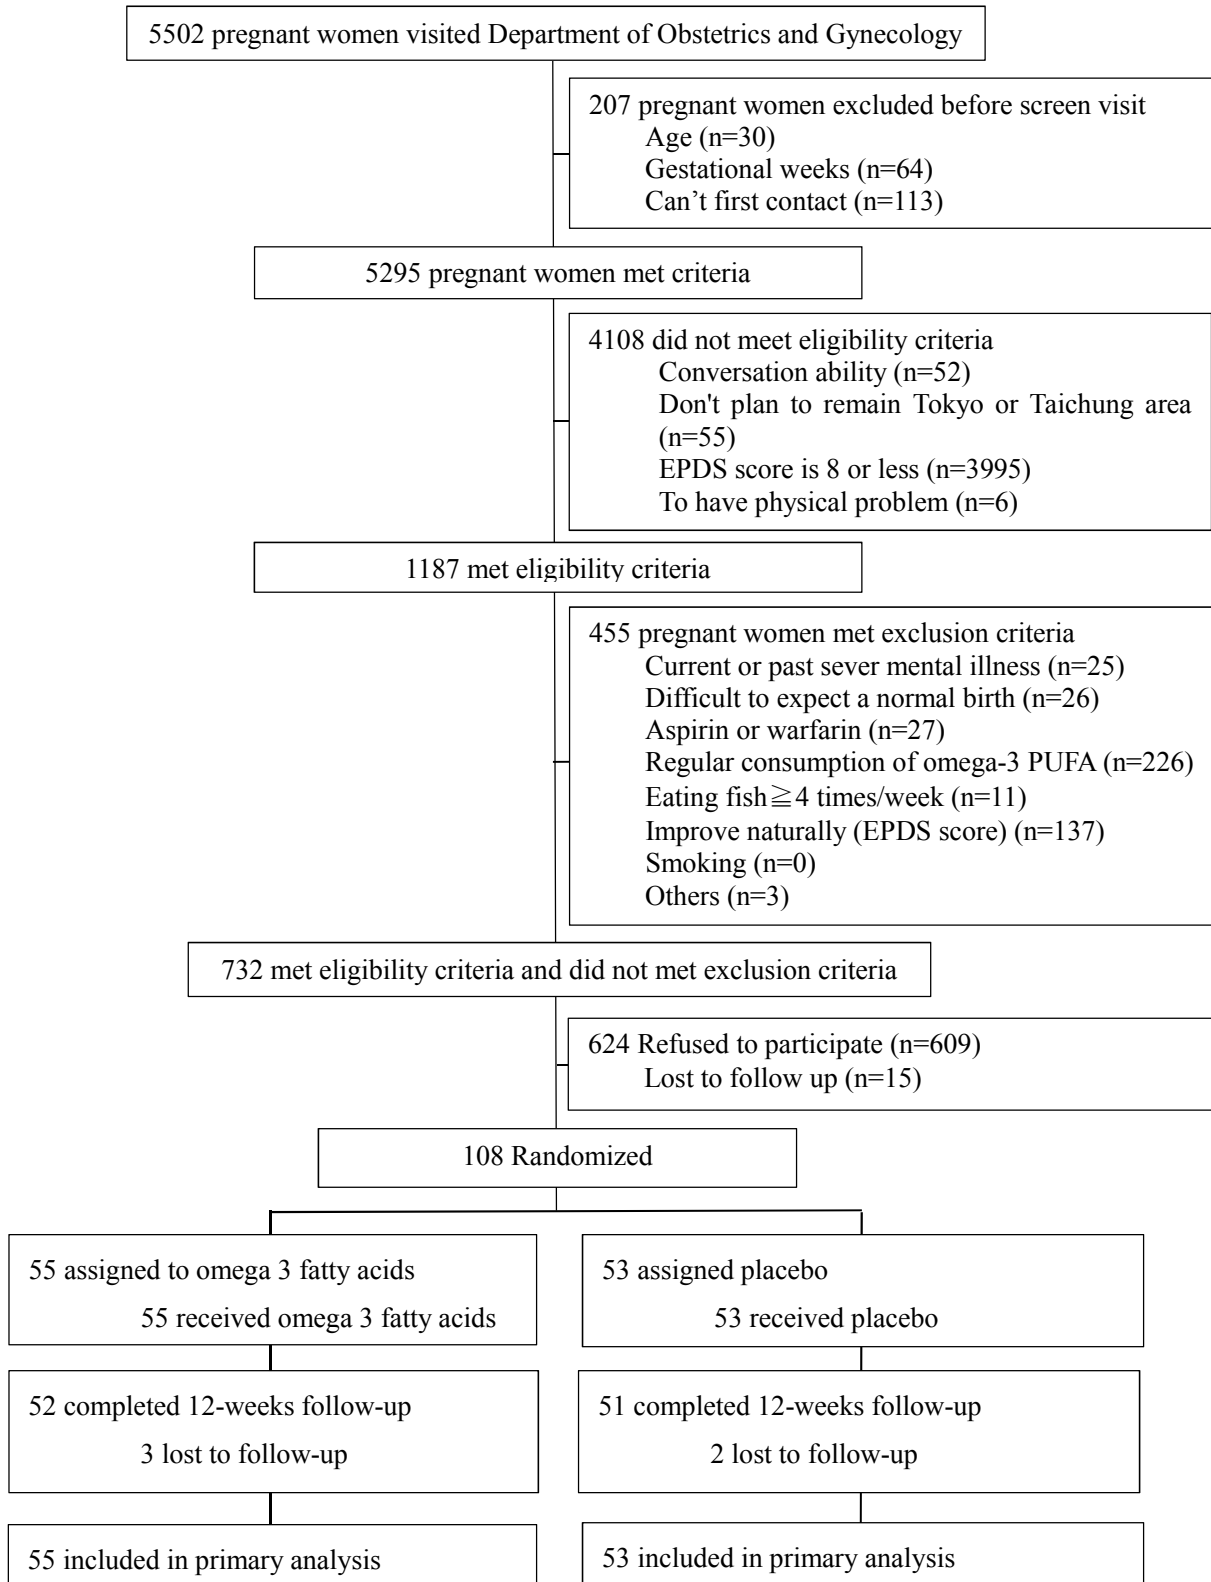 5502 pregnant women visited Department of Obstetrics and Gynecology
207 pregnant women excluded before screen visit
Age (n=30)
Gestational weeks (n=64)
Can’t first contact (n=113)
5295 pregnant women met criteria
4108 did not meet eligibility criteria
Conversation ability (n=52)
Don't plan to remain Tokyo or Taichung area
(n=55)
EPDS score is 8 or less (n=3995)
To have physical problem (n=6)
1187 met eligibility criteria
455 pregnant women met exclusion criteria
Current or past sever mental illness (n=25)
Difficult to expect a normal birth (n=26)
Aspirin or warfarin (n=27)
Regular consumption of omega-3 PUFA (n=226)
Eating fish≧4 times/week (n=11)
Improve naturally (EPDS score) (n=137)
Smoking (n=0)
Others (n=3)
732 met eligibility criteria and did not met exclusion criteria
624 Refused to participate (n=609)
Lost to follow up (n=15)
108 Randomized
55 assigned to omega 3 fatty acids
55 received omega 3 fatty acids
53 assigned placebo
53 received placebo
52 completed 12-weeks follow-up
3 lost to follow-up
51 completed 12-weeks follow-up
2 lost to follow-up
55 included in primary analysis
53 included in primary analysis